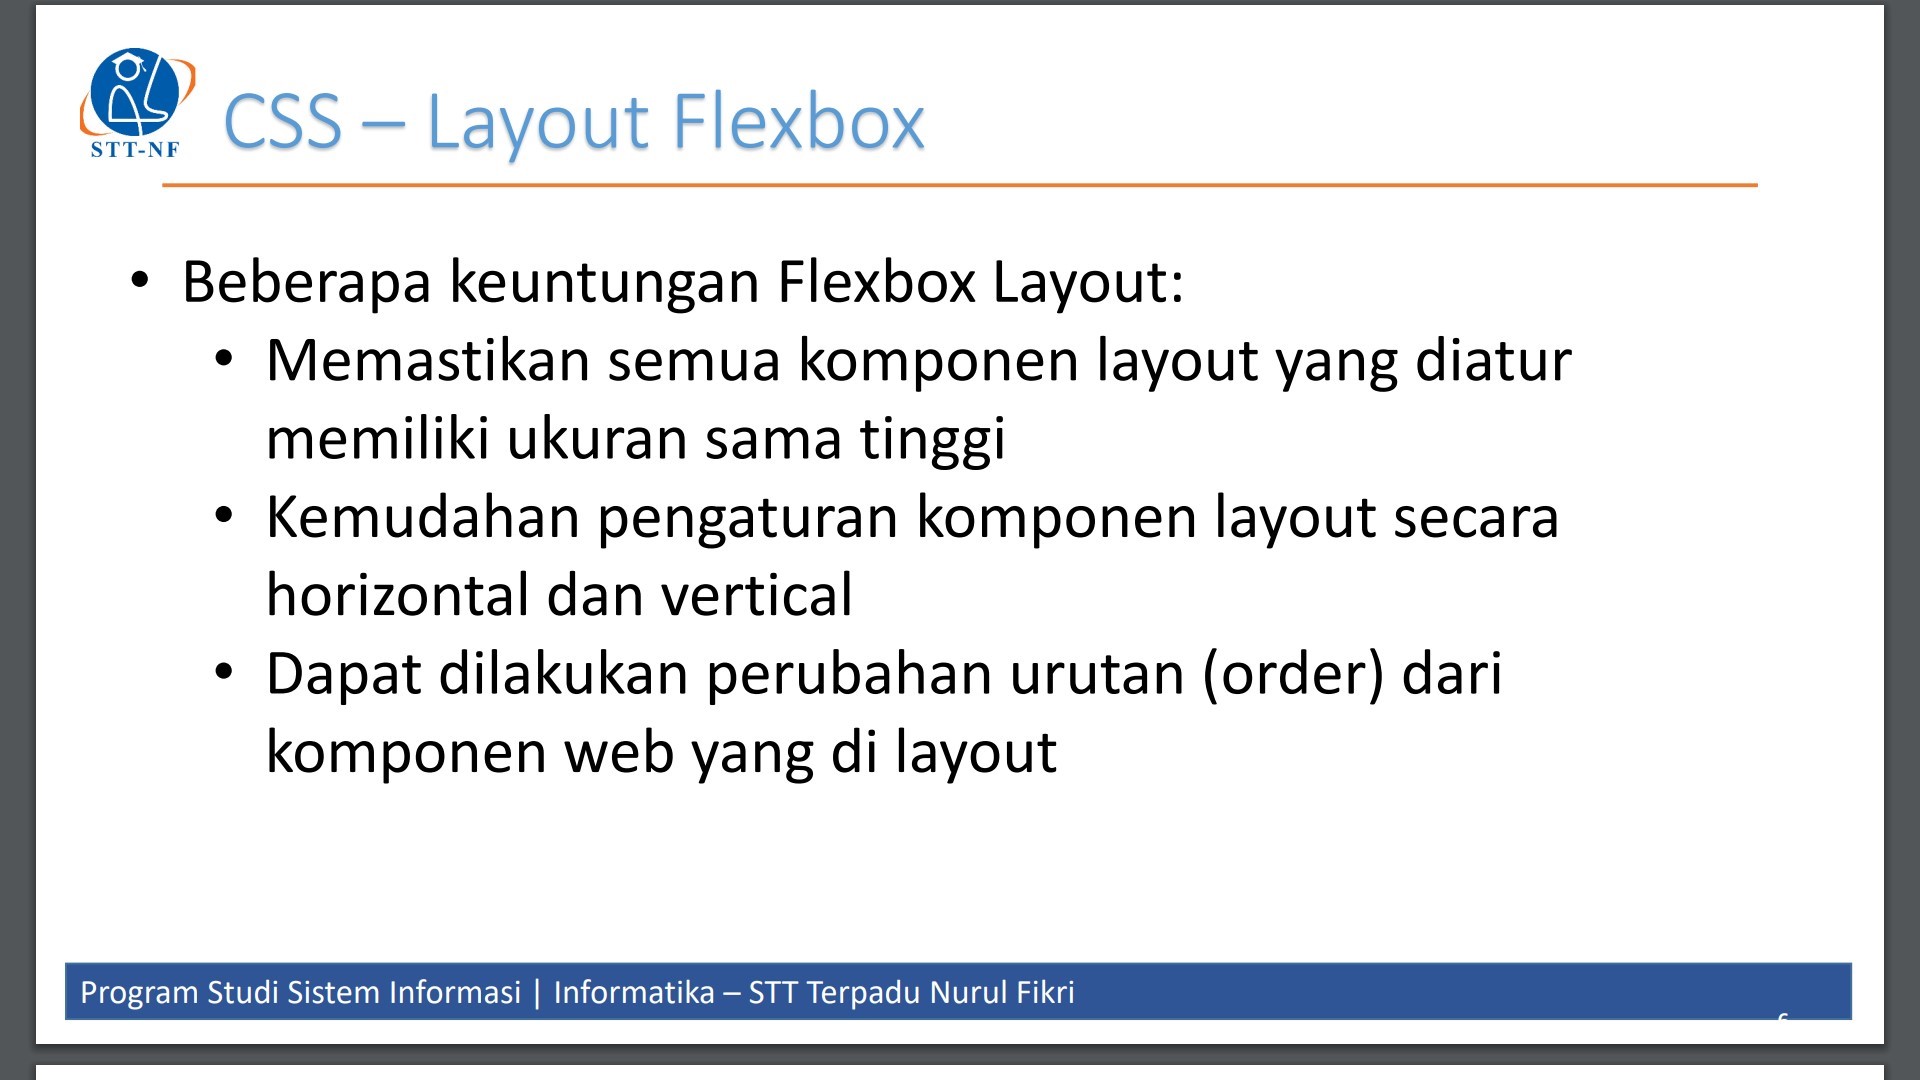 STT-NF
CSS – Layout Flexbox
• Beberapa keuntungan Flexbox Layout:
• Memastikan semua komponen layout yang diatur
memiliki ukuran sama tinggi
• Kemudahan pengaturan komponen layout secara
horizontal dan vertical
• Dapat dilakukan perubahan urutan (order) dari
komponen web yang di layout
Program Studi Sistem Informasi | Informatika – STT Terpadu Nurul Fikri